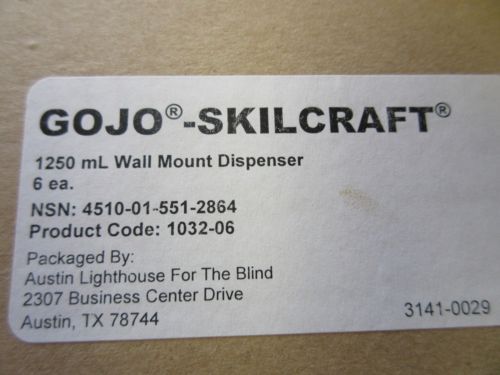 GOJO®-SKILCRAFT®
1250 mL Wall Mount Dispenser
6 ea.
NSN: 4510-01-551-2864
Product Code: 1032-06
Packaged By:
Austin Lighthouse For The Blind
2307 Business Center Drive
Austin, TX 78744
3141-0029